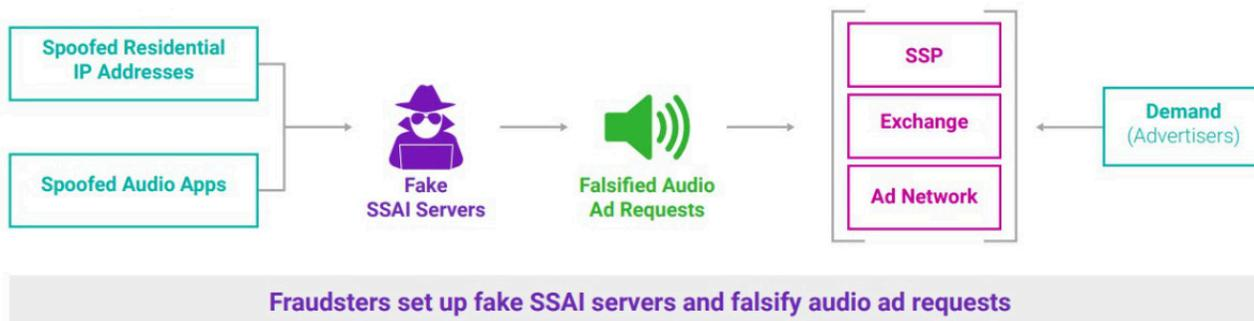 Spoofed Residential
IP Addresses
Spoofed Audio Apps
Fake
SSAI Servers
Falsified Audio
Ad Requests
SSP
Exchange
Ad Network
Demand
(Advertisers)
Fraudsters set up fake SSAI servers and falsify audio ad requests